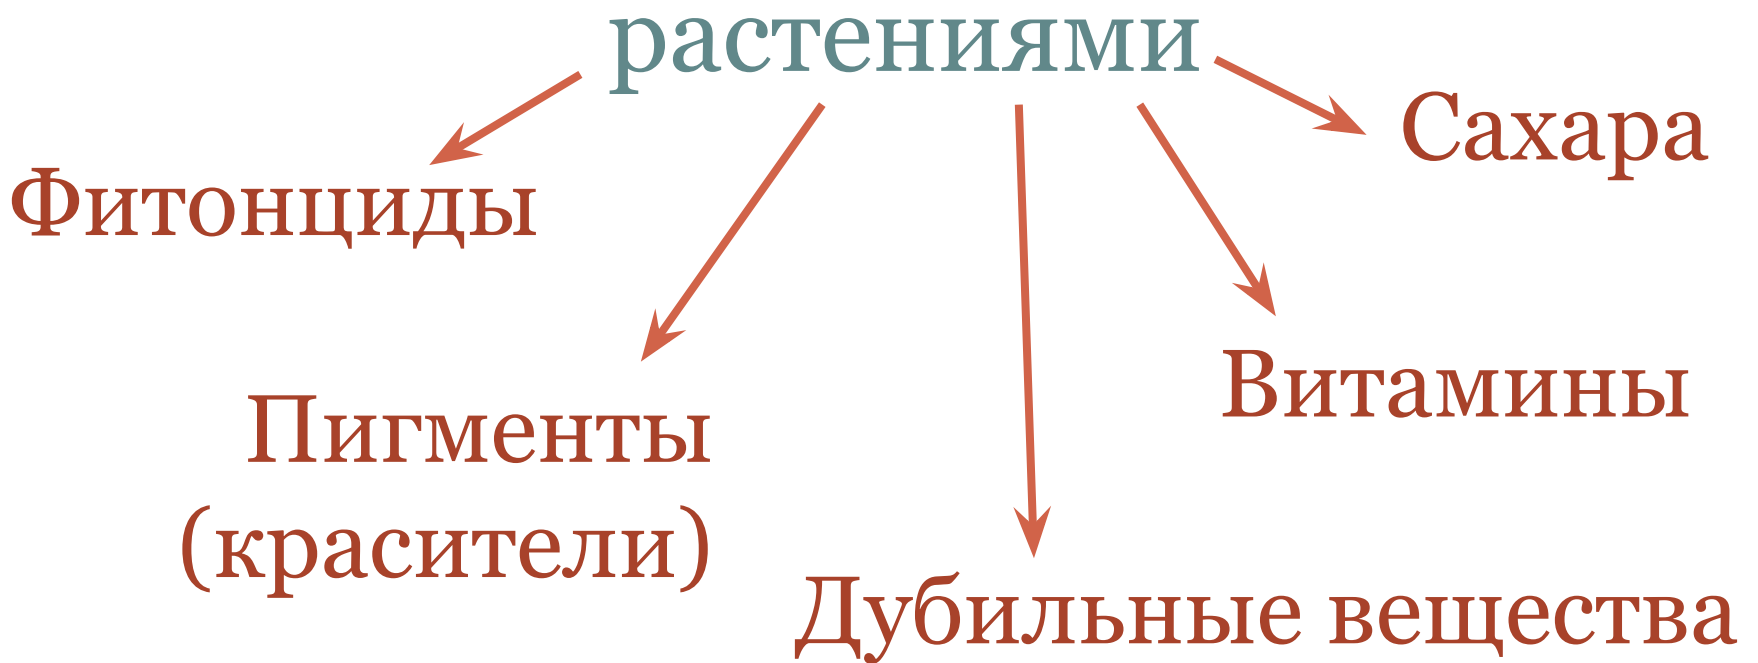 растениями
Сахара
Фитонциды
Витамины
Пигменты
(красители)
Дубильные вещества